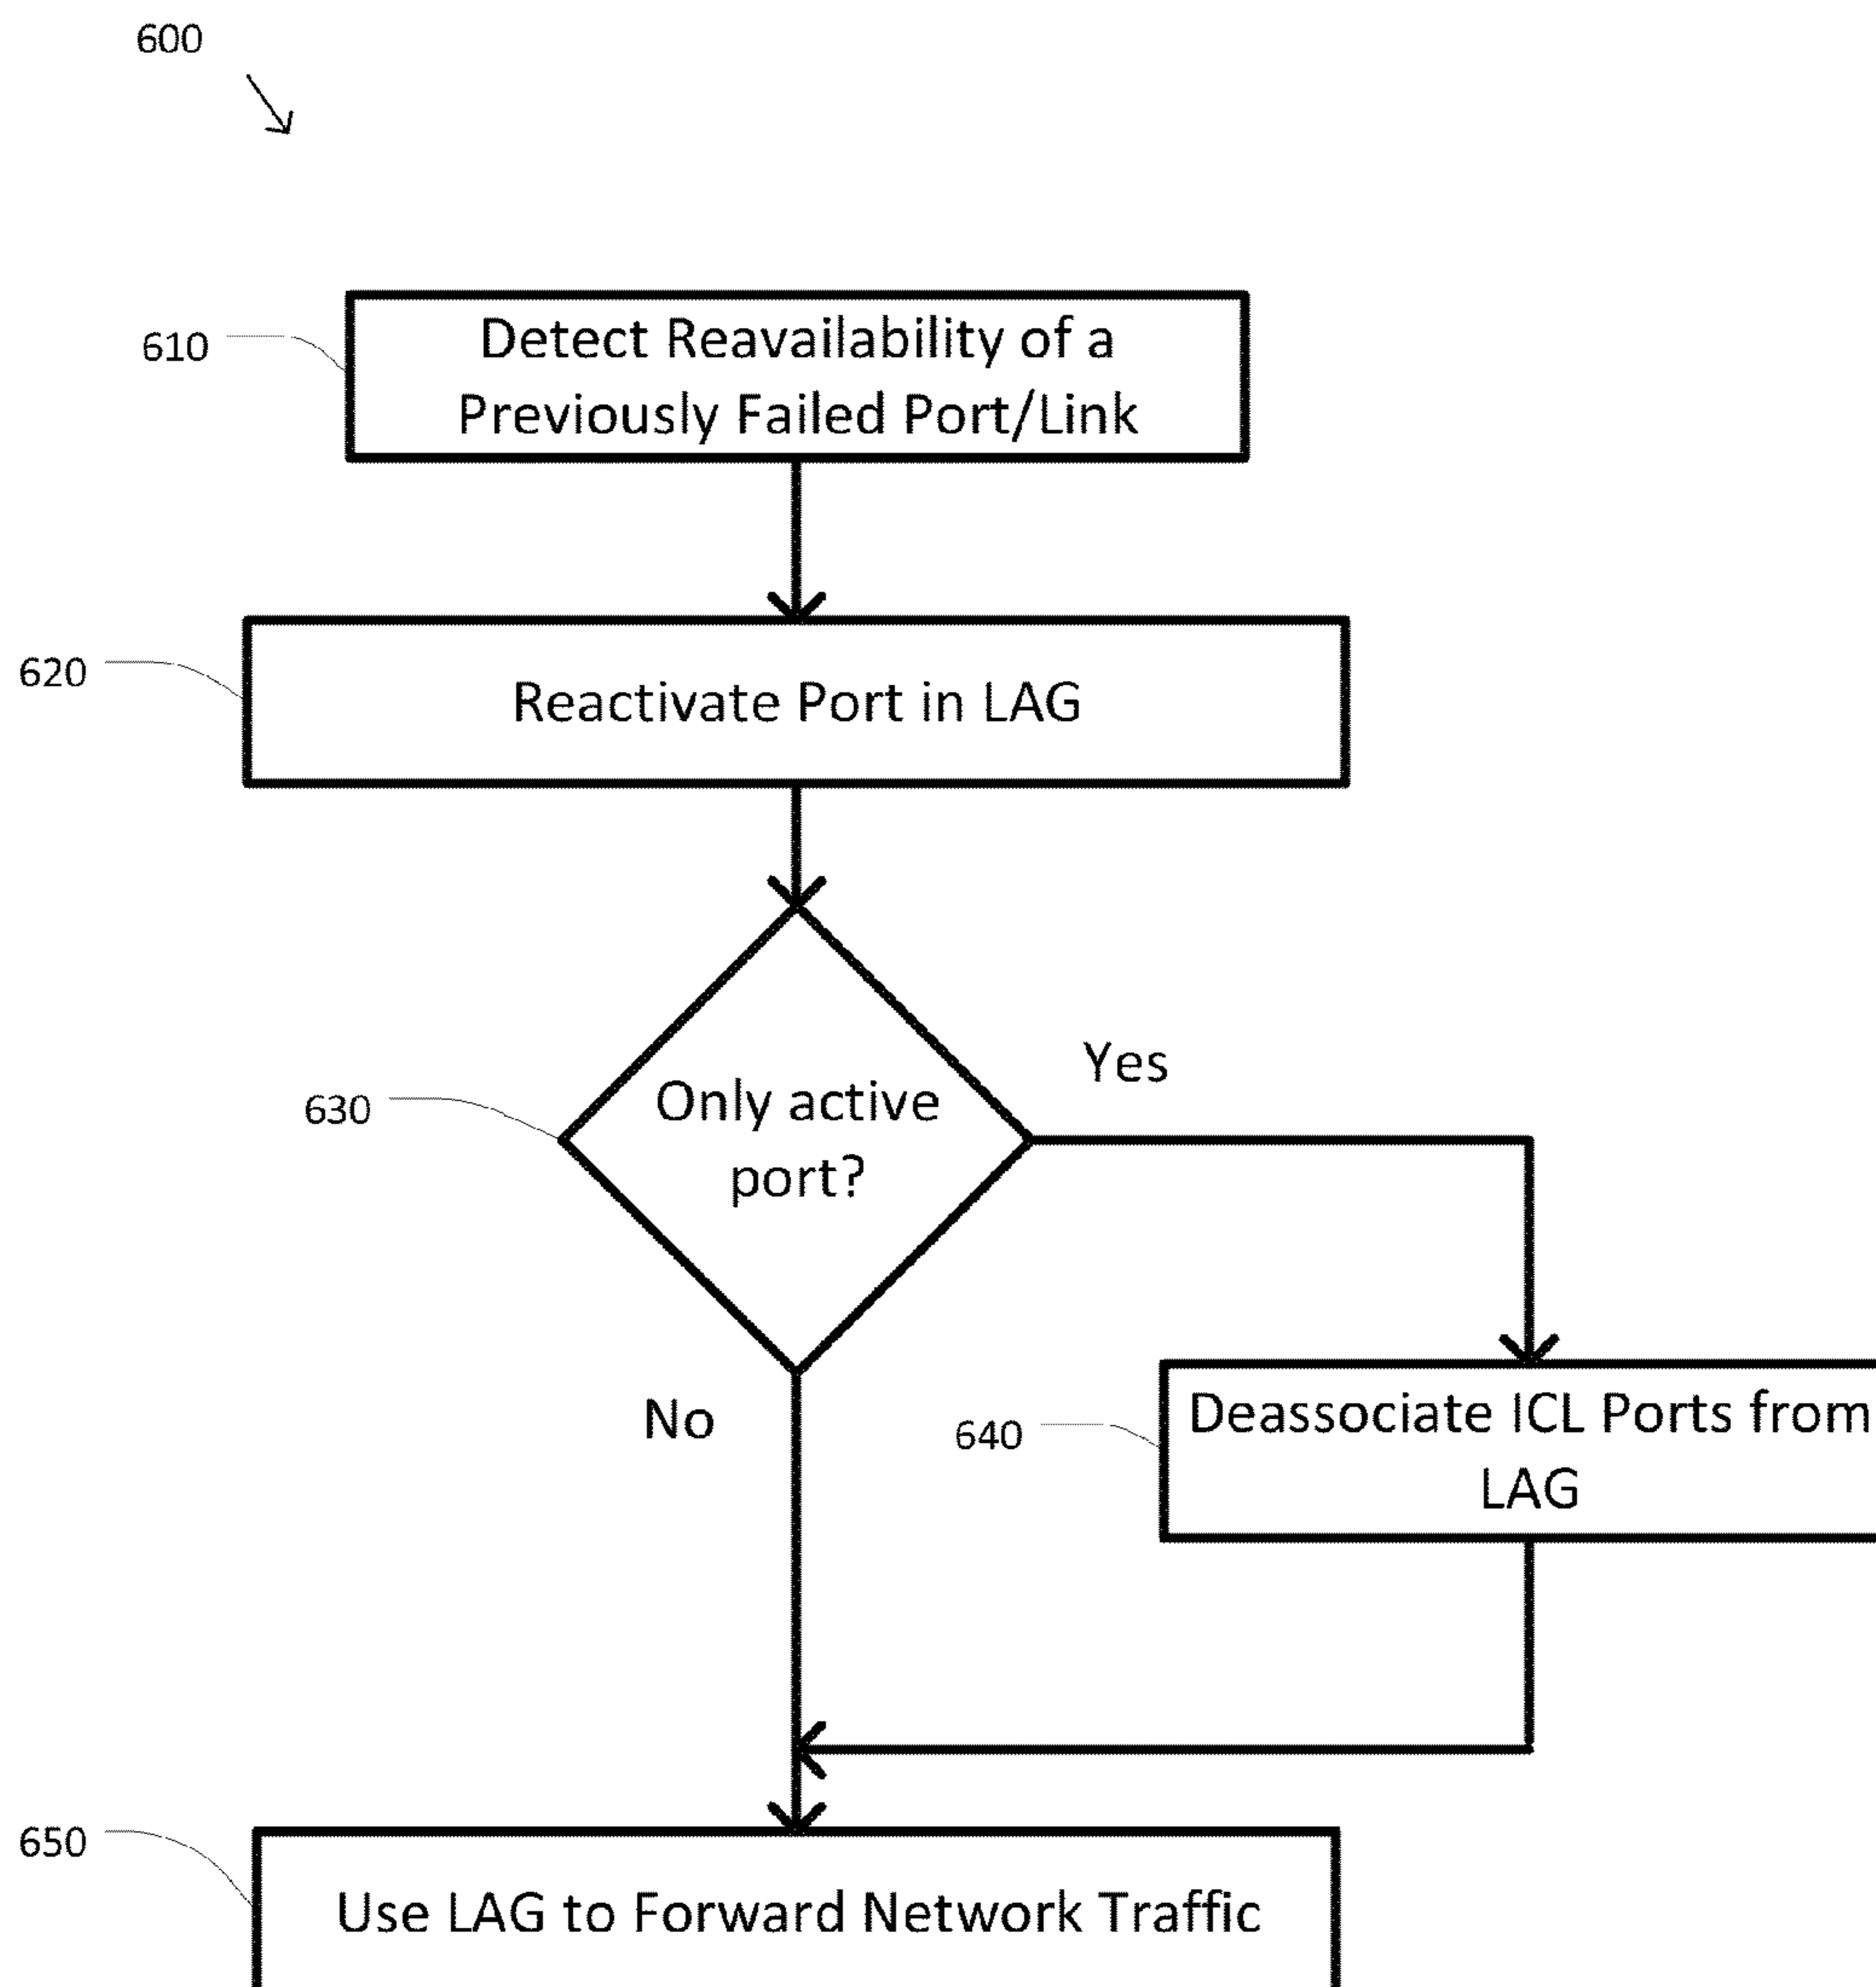 600
610
Detect Reavailability of a
Previously Failed Port/Link
620
Reactivate Port in LAG
630
Only active
port?
Yes
No
640
Deassociate ICL Ports from
LAG
650
Use LAG to Forward Network Traffic